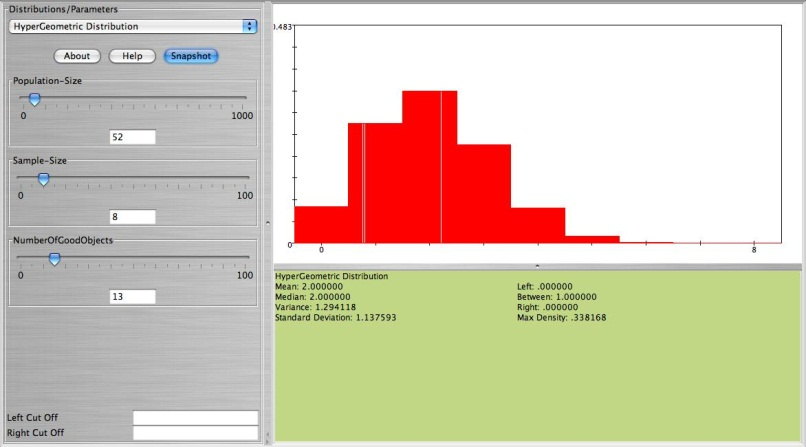 Distributions/Parameters
HyperGeometric Distribution
About Help Snapshot
Population-Size
0 1000
52
Sample-Size
0 100
8
NumberOfGoodObjects
0 100
13
Left Cut Off
Right Cut Off
0.483
0
0 8
HyperGeometric Distribution
Mean: 2.000000 Left: .000000
Median: 2.000000 Between: 1.000000
Variance: 1.294118 Right: .000000
Standard Deviation: 1.137593 Max Density: .338168